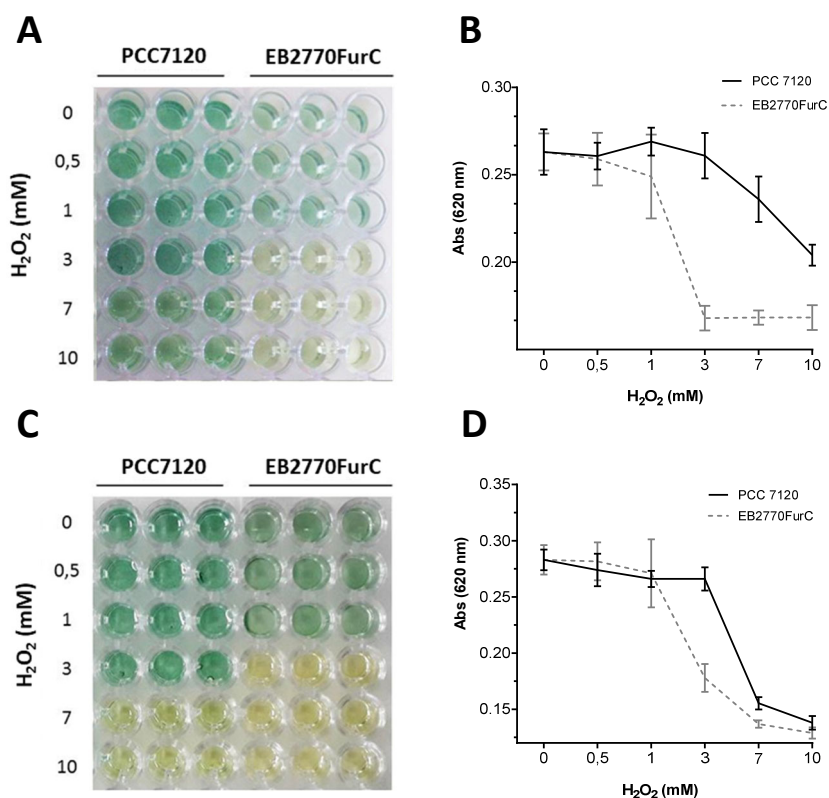 A
PCC7120 EB2770FurC
H₂O₂ (mM)
0
0,5
1
3
7
10
B
Abs (620 nm)
0.30
0.25
0.20
PCC 7120
EB2770FurC
0 0,5 1 3 7 10
H₂O₂ (mM)
C
PCC7120 EB2770FurC
H₂O₂ (mM)
0
0,5
1
3
7
10
D
Abs (620 nm)
0.35
0.30
0.25
0.20
0.15
PCC 7120
EB2770FurC
0 0,5 1 3 7 10
H₂O₂ (mM)